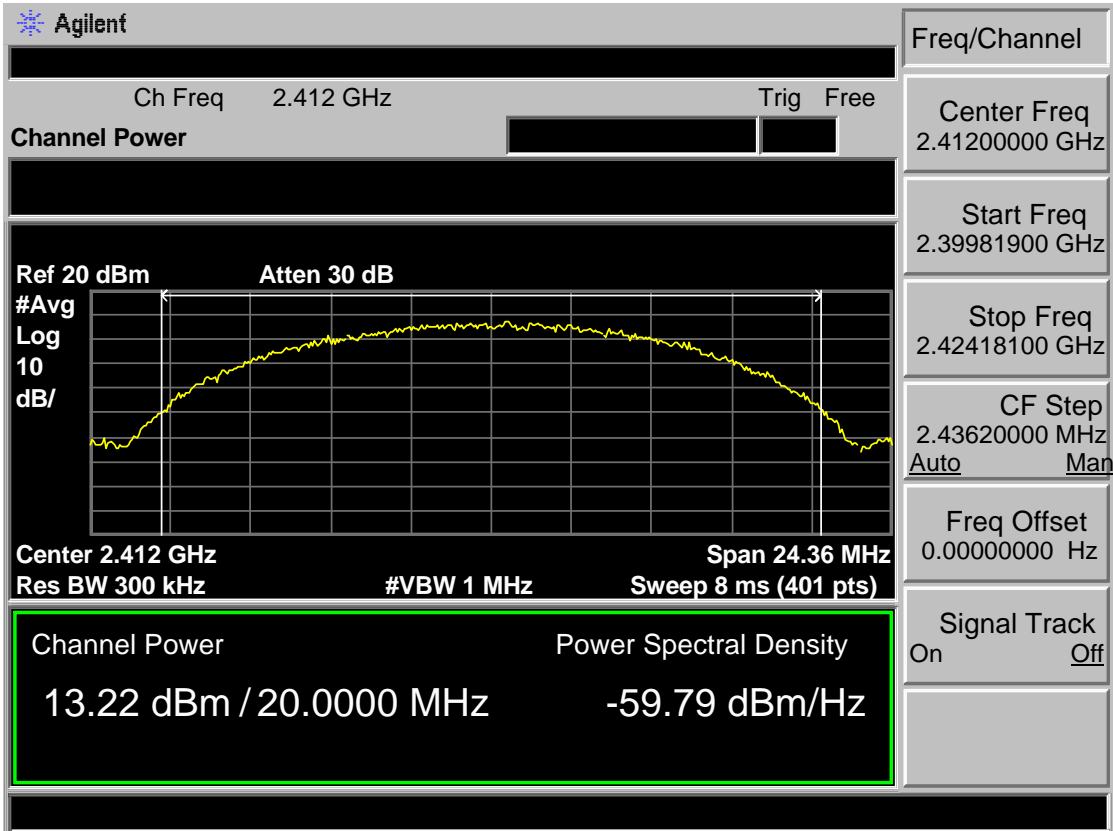 Agilent
Freq/Channel
Ch Freq 2.412 GHz Trig Free
Channel Power
Center Freq
2.41200000 GHz
Start Freq
2.39981900 GHz
Stop Freq
2.42418100 GHz
CF Step
2.43620000 MHz
Auto Man
Freq Offset
0.00000000 Hz
Signal Track
On Off
Ref 20 dBm Atten 30 dB
#Avg
Log
10
dB/
Center 2.412 GHz Span 24.36 MHz
Res BW 300 kHz #VBW 1 MHz Sweep 8 ms (401 pts)
Channel Power Power Spectral Density
13.22 dBm / 20.0000 MHz -59.79 dBm/Hz